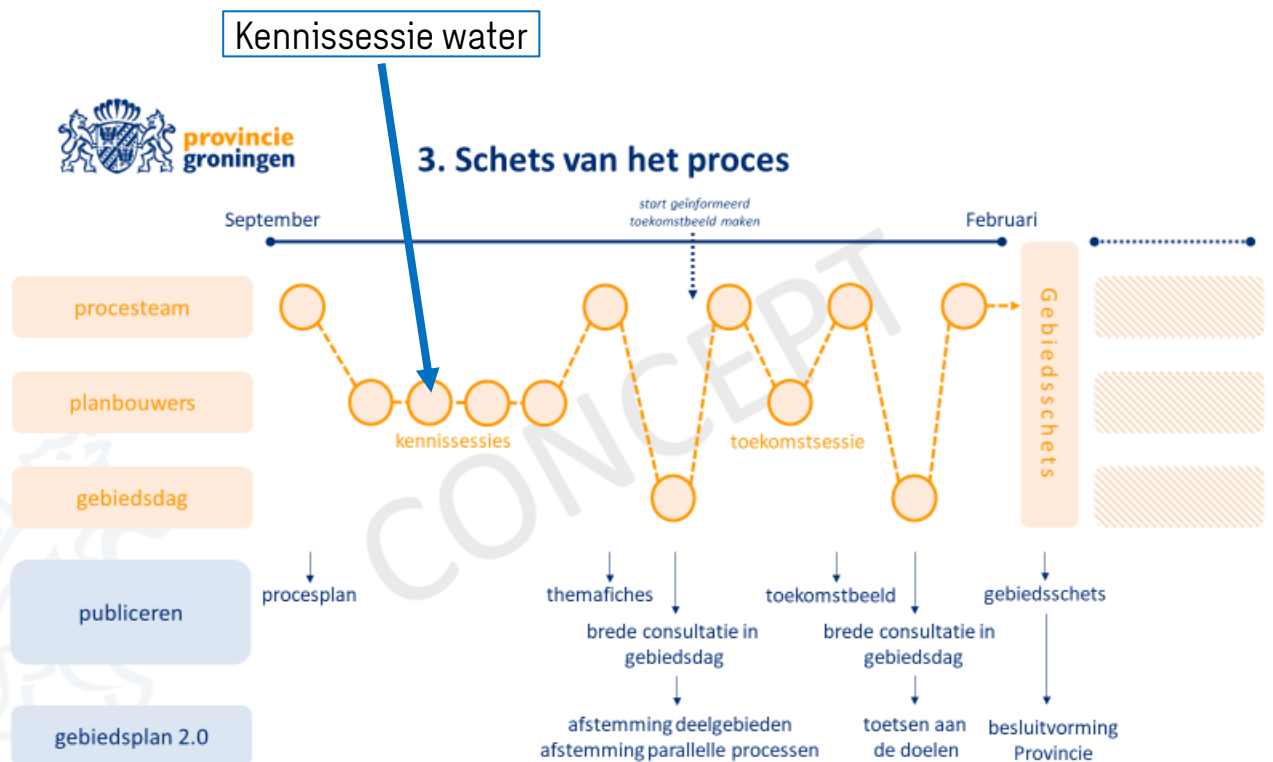 Kennissessie water
provincie
groningen
3. Schets van het proces
September
start geïnformeerd
toekomstbeeld maken
Februari
procesteam
planbouwers
kennissessies
toekomstsessie
gebiedsdag
Gebiedsschets
CONCEPT
publiceren
procesplan
themafiches
toekomstbeeld
gebiedsschets
brede consultatie in
gebiedsdag
brede consultatie in
gebiedsdag
gebiedsplan 2.0
afstemming deelgebieden
afstemming parallelle processen
toetsen aan
de doelen
besluitvorming
Provincie